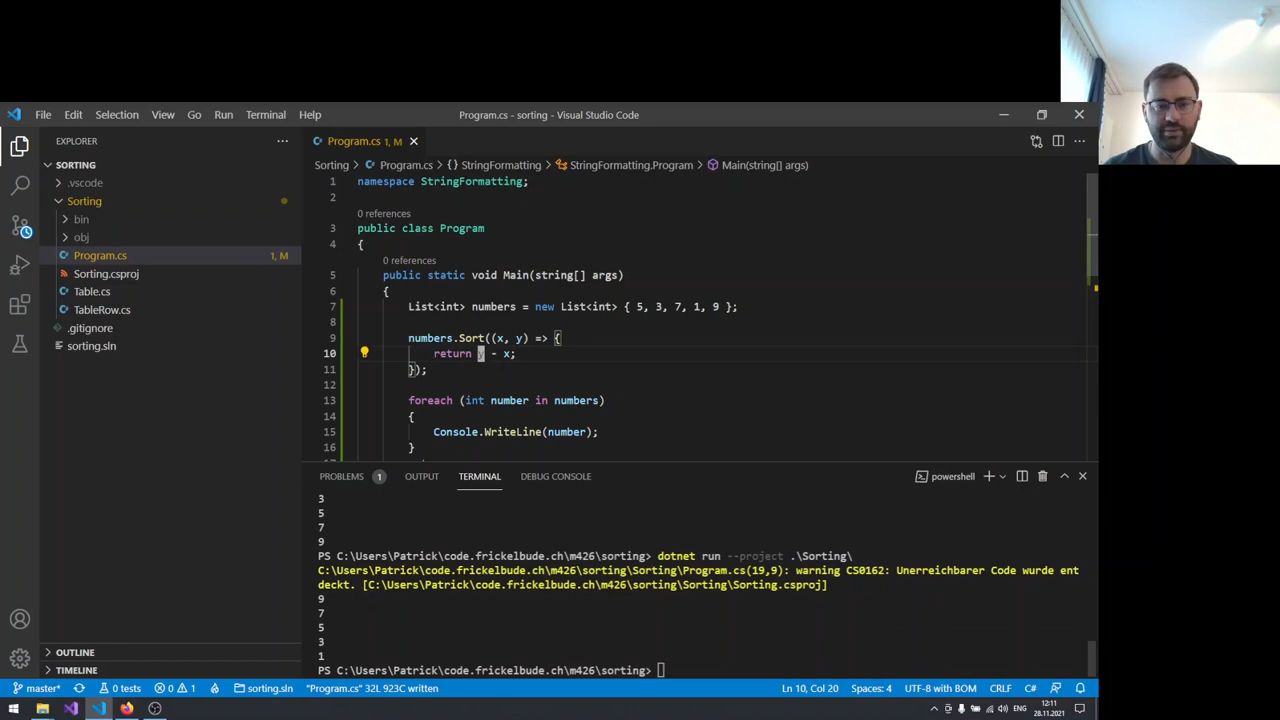 File Edit Selection View Go Run Terminal Help
Program.cs - sorting - Visual Studio Code
EXPLORER
SORTING
.vscode
Sorting
bin
obj
Program.cs 1, M
Sorting.csproj
Table.cs
TableRow.cs
.gitignore
sorting.sln
OUTLINE
TIMELINE
Program.cs 1, M
Sorting > Program.cs > {} StringFormatting > StringFormatting.Program > Main(string[] args)
1 namespace StringFormatting;
2
0 references
3 public class Program
4 {
0 references
5 public static void Main(string[] args)
6 {
7 List<int> numbers = new List<int> { 5, 3, 7, 1, 9 };
8
9 numbers.Sort((x, y) => {
10 return y - x;
11 });
12
13 foreach (int number in numbers)
14 {
15 Console.WriteLine(number);
16 }
PROBLEMS 1 OUTPUT TERMINAL DEBUG CONSOLE
powershell
3
5
7
9
PS C:\Users\Patrick\code.frickelbude.ch\m426\sorting> dotnet run --project .\Sorting\
C:\Users\Patrick\code.frickelbude.ch\m426\sorting\Sorting\Program.cs(19,9): warning CS0162: Unerreichbarer Code wurde ent
deckt. [C:\Users\Patrick\code.frickelbude.ch\m426\sorting\Sorting\Sorting.csproj]
9
7
5
3
1
PS C:\Users\Patrick\code.frickelbude.ch\m426\sorting>
master* 0 tests 0 1 sorting.sln "Program.cs" 32L 923C written
Ln 10, Col 20 Spaces: 4 UTF-8 with BOM CRLF C#
ENG
12:11
28.11.2021